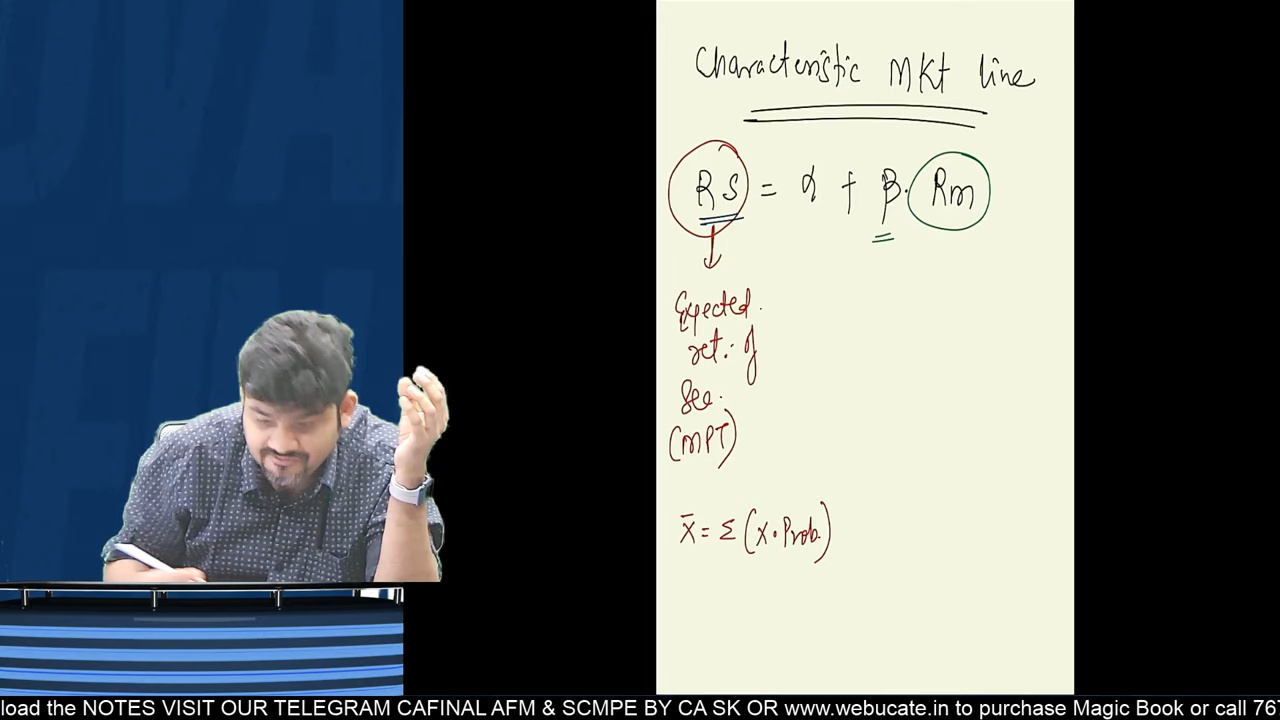 Characteristic Mkt line
RS = α + β. Rm
Expected.
ret. of
Sec.
(MPT)
X̄ = Σ (X • Prob.)
load the NOTES VISIT OUR TELEGRAM CAFINAL AFM & SCMPE BY CA SK OR www.webucate.in to purchase Magic Book or call 76